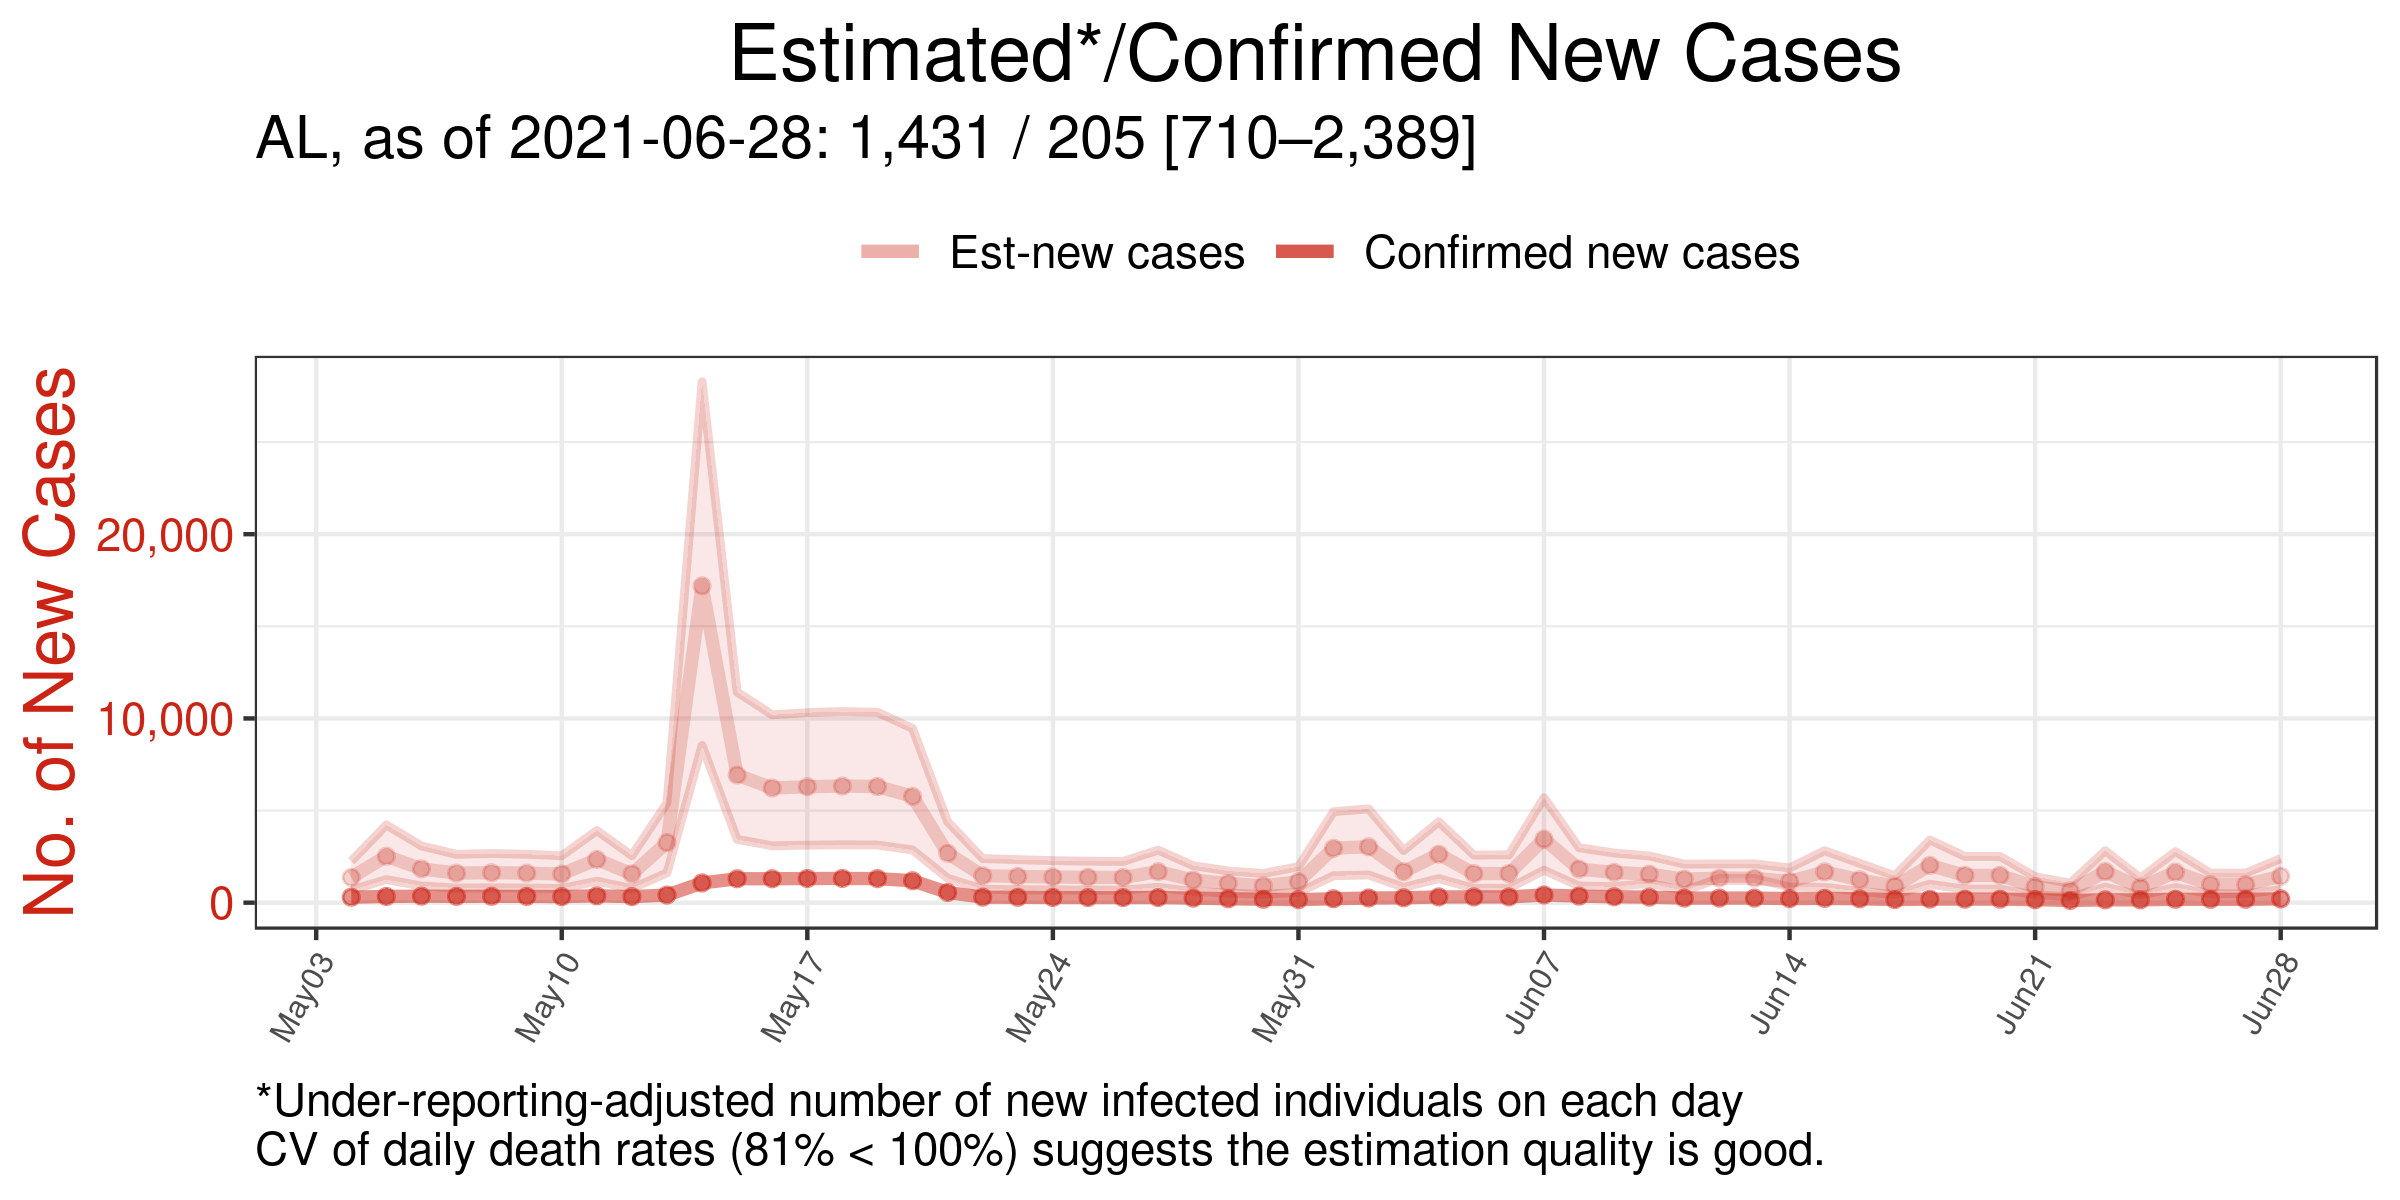 Estimated*/Confirmed New Cases
AL, as of 2021-06-28: 1,431 / 205 [710–2,389]
Est-new cases Confirmed new cases
No. of New Cases
20,000
10,000
0
May03 May10 May17 May24 May31 Jun07 Jun14 Jun21 Jun28
*Under-reporting-adjusted number of new infected individuals on each day
CV of daily death rates (81% < 100%) suggests the estimation quality is good.